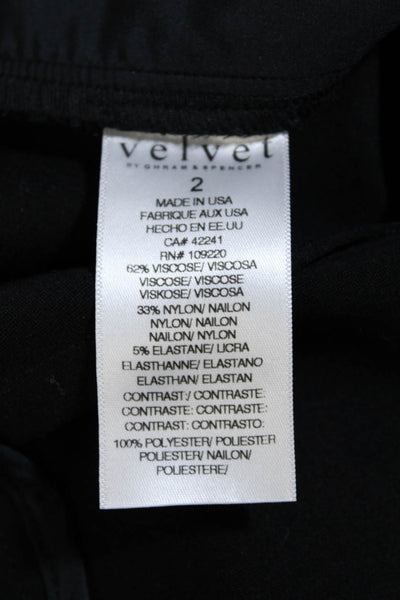 velvet
BY GHRAM & SPENCER
2
MADE IN USA
FABRIQUE AUX USA
HECHO EN EE.UU
CA# 42241
RN# 109220
62% VISCOSE/ VISCOSA
VISCOSE/ VISCOSE
VISKOSE/ VISCOSA
33% NYLON/ NAILON
NYLON/ NAILON
NAILON/ NYLON
5% ELASTANE/ LICRA
ELASTHANNE/ ELASTANO
ELASTHAN/ ELASTAN
CONTRAST:/ CONTRASTE:
CONTRASTE: CONTRASTE:
CONTRAST: CONTRASTO:
100% POLYESTER/ POLIESTER
POLIESTER/ NAILON/
POLIESTERE/